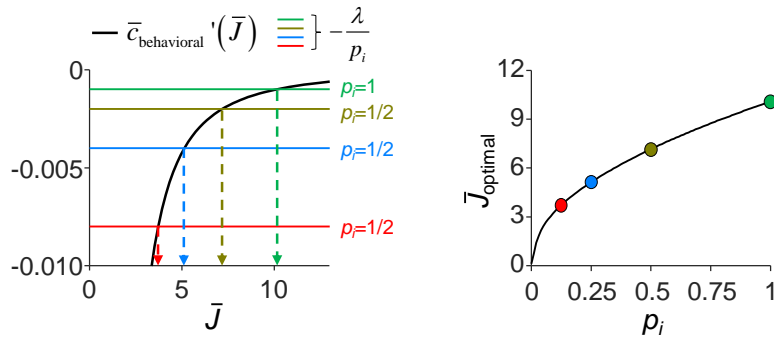 c̄behavioral '(J̄) } -λ/pi
0
-0.005
-0.010
0 5 10
J̄
pi=1
pi=1/2
pi=1/2
pi=1/2
12
9
6
3
0
J̄optimal
0 0.25 0.5 0.75 1
pi